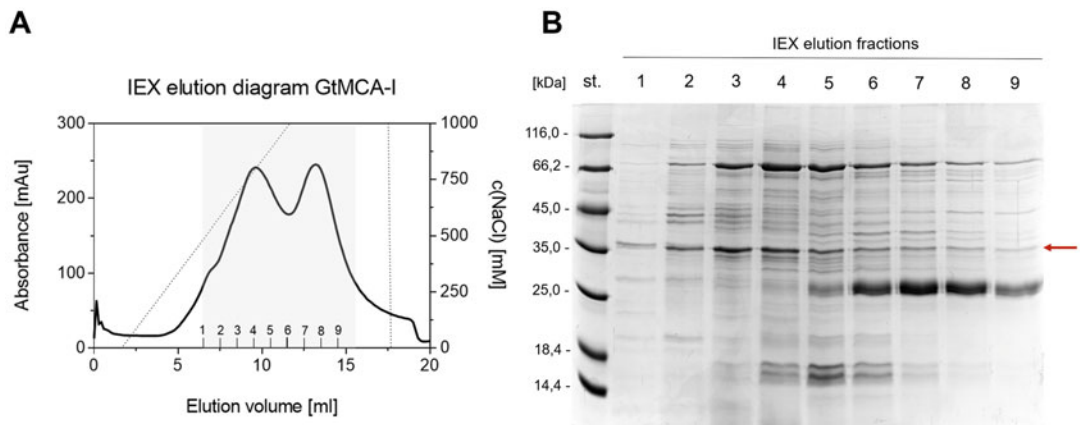 A
IEX elution diagram GtMCA-I
300
200
100
0
Absorbance [mAu]
1000
750
500
250
0
c(NaCl) [mM]
1 2 3 4 5 6 7 8 9
0 5 10 15 20
Elution volume [ml]
B
IEX elution fractions
[kDa] st. 1 2 3 4 5 6 7 8 9
116,0
66,2
45,0
35,0
25,0
18,4
14,4